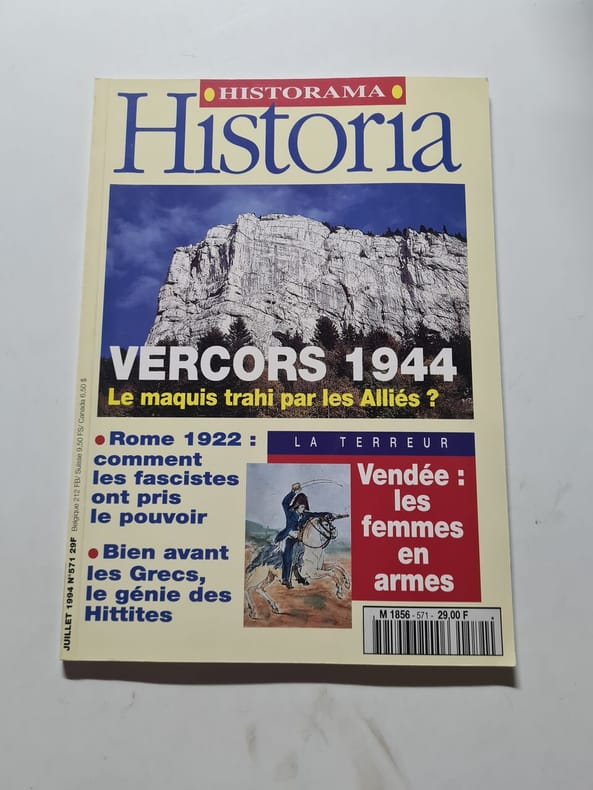 HISTORAMA
Historia
VERCORS 1944
Le maquis trahi par les Alliés ?
Rome 1922 :
comment
les fascistes
ont pris
le pouvoir
Bien avant
les Grecs,
le génie des
Hittites
LA TERREUR
Vendée :
les
femmes
en
armes
M 1856 - 571 - 29,00 F
JUILLET 1994 N°571 29F Belgique 212 FB/ Suisse 9,50 FS/ Canada 6,50 $